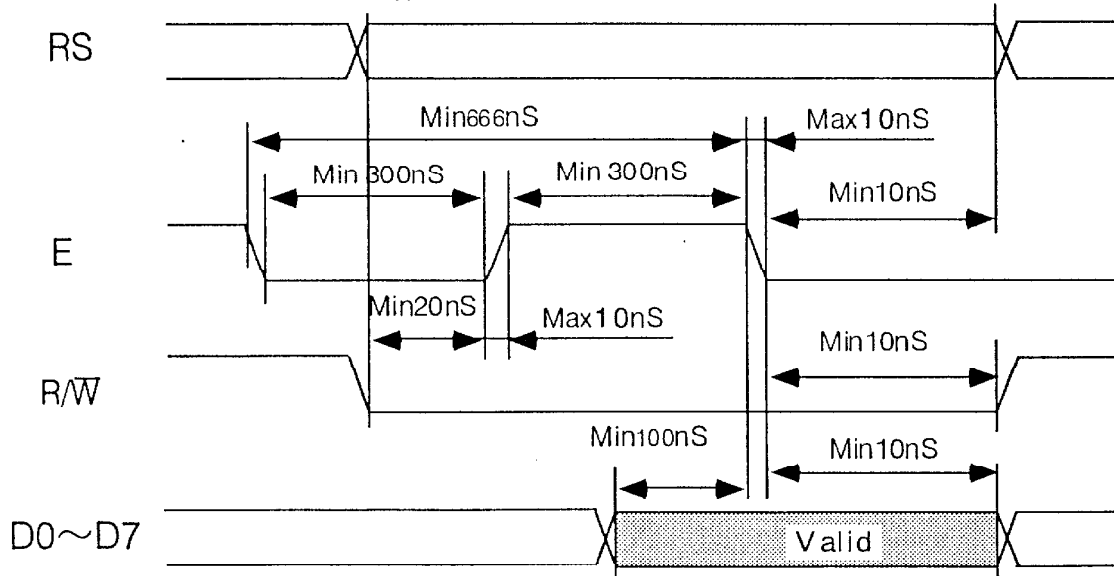 RS
Min666nS
Max10nS
Min 300nS
Min 300nS
Min10nS
E
Min20nS
Max10nS
Min10nS
R/W̅
Min100nS
Min10nS
D0～D7
Valid